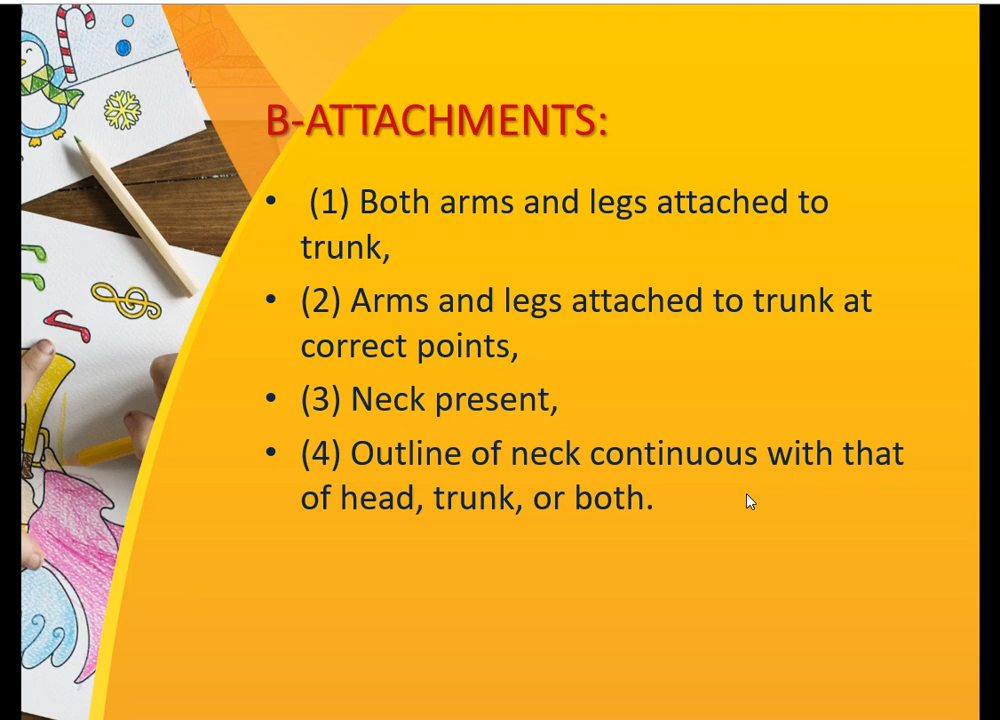 B-ATTACHMENTS:
• (1) Both arms and legs attached to
trunk,
• (2) Arms and legs attached to trunk at
correct points,
• (3) Neck present,
• (4) Outline of neck continuous with that
of head, trunk, or both.